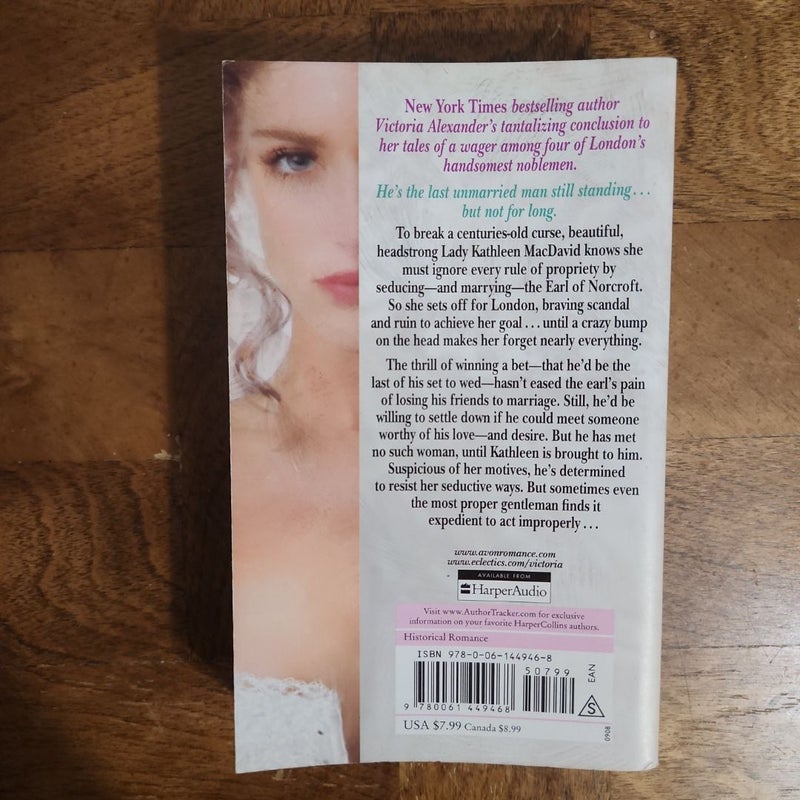 New York Times bestselling author
Victoria Alexander's tantalizing conclusion to
her tales of a wager among four of London's
handsomest noblemen.
He's the last unmarried man still standing...
but not for long.
To break a centuries-old curse, beautiful,
headstrong Lady Kathleen MacDavid knows she
must ignore every rule of propriety by
seducing—and marrying—the Earl of Norcroft.
So she sets off for London, braving scandal
and ruin to achieve her goal...until a crazy bump
on the head makes her forget nearly everything.
The thrill of winning a bet—that he'd be the
last of his set to wed—hasn't eased the earl's pain
of losing his friends to marriage. Still, he'd be
willing to settle down if he could meet someone
worthy of his love—and desire. But he has met
no such woman, until Kathleen is brought to him.
Suspicious of her motives, he's determined
to resist her seductive ways. But sometimes even
the most proper gentleman finds it
expedient to act improperly...
www.avonromance.com
www.eclectics.com/victoria
AVAILABLE FROM
HarperAudio
Visit www.AuthorTracker.com for exclusive
information on your favorite HarperCollins authors.
Historical Romance
ISBN 978-0-06-144946-8
50799
EAN
9 780061 449468
S
USA $7.99 Canada $8.99
0908